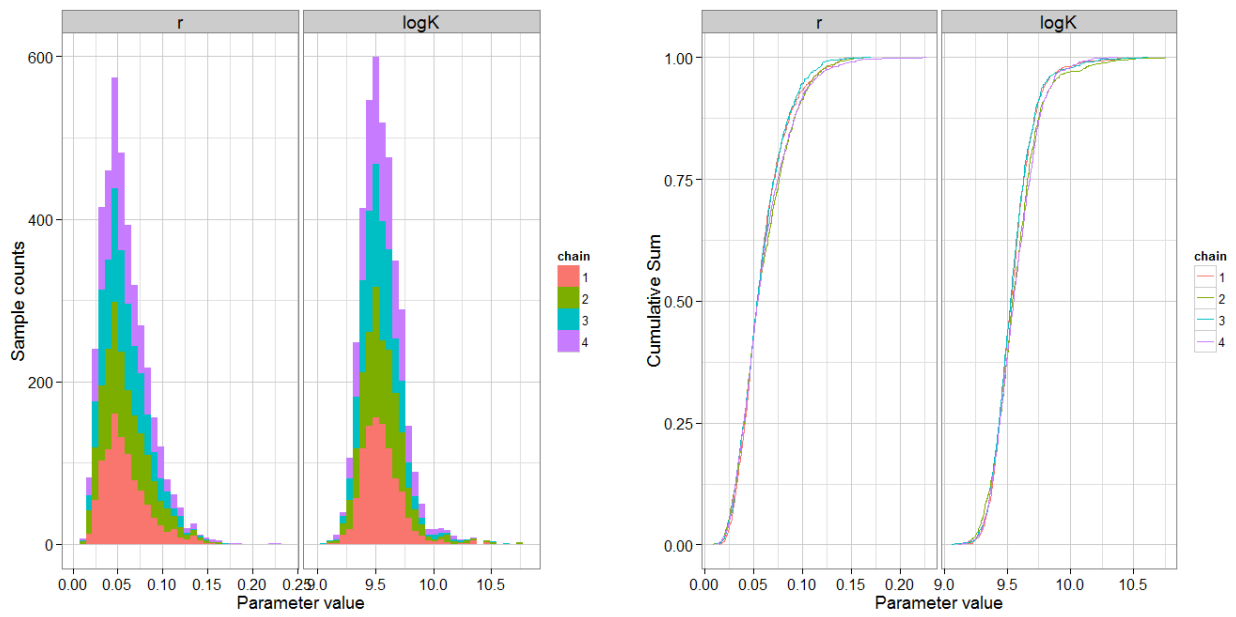 r logK
600
400
200
0
Sample counts
0.00 0.05 0.10 0.15 0.20 0.25 9.0 9.5 10.0 10.5
Parameter value
chain
1
2
3
4
r logK
1.00
0.75
0.50
0.25
0.00
Cumulative Sum
0.00 0.05 0.10 0.15 0.20 9.0 9.5 10.0 10.5
Parameter value
chain
1
2
3
4